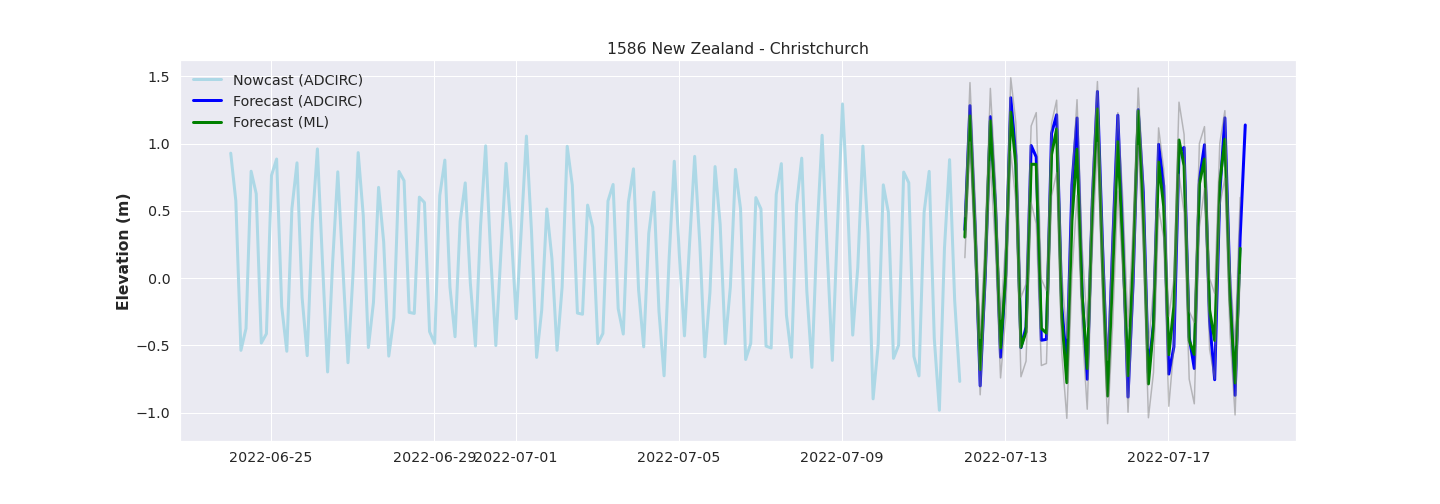 1586 New Zealand - Christchurch
Nowcast (ADCIRC)
Forecast (ADCIRC)
Forecast (ML)
Elevation (m)
1.5
1.0
0.5
0.0
−0.5
−1.0
2022-06-25 2022-06-29 2022-07-01 2022-07-05 2022-07-09 2022-07-13 2022-07-17